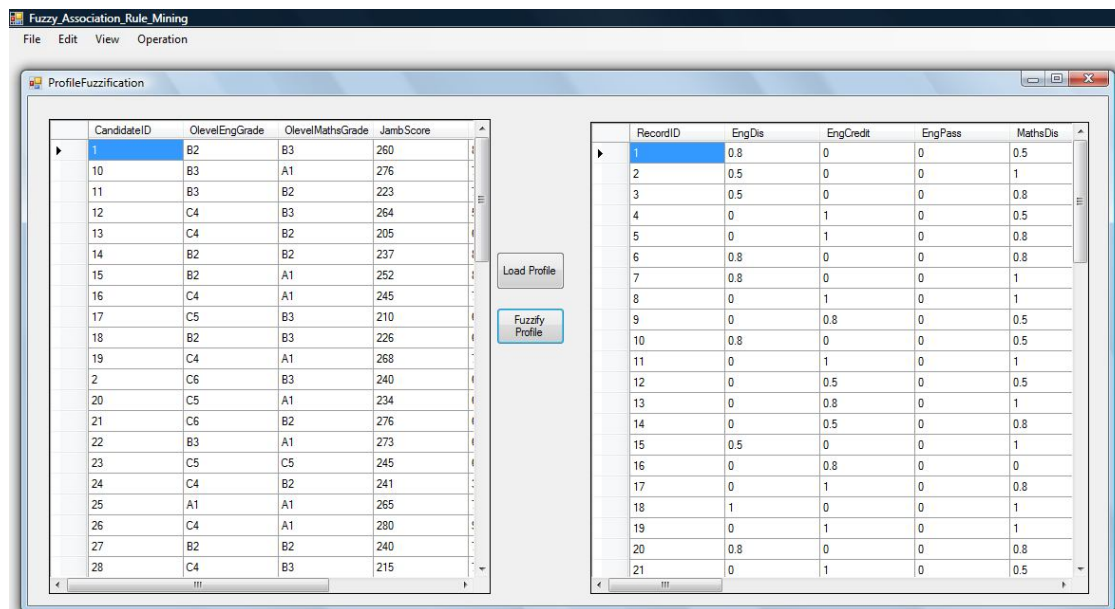 Fuzzy_Association_Rule_Mining
File Edit View Operation
ProfileFuzzification
CandidateID OlevelEngGrade OlevelMathsGrade JambScore
1 B2 B3 260
10 B3 A1 276
11 B3 B2 223
12 C4 B3 264
13 C4 B2 205
14 B2 B2 237
15 B2 A1 252
16 C4 A1 245
17 C5 B3 210
18 B2 B3 226
19 C4 A1 268
2 C6 B3 240
20 C5 A1 234
21 C6 B2 276
22 B3 A1 273
23 C5 C5 245
24 C4 B2 241
25 A1 A1 265
26 C4 A1 280
27 B2 B2 240
28 C4 B3 215
Load Profile
Fuzzify
Profile
RecordID EngDis EngCredit EngPass MathsDis
1 0.8 0 0 0.5
2 0.5 0 0 1
3 0.5 0 0 0.8
4 0 1 0 0.5
5 0 1 0 0.8
6 0.8 0 0 0.8
7 0.8 0 0 1
8 0 1 0 1
9 0 0.8 0 0.5
10 0.8 0 0 0.5
11 0 1 0 1
12 0 0.5 0 0.5
13 0 0.8 0 1
14 0 0.5 0 0.8
15 0.5 0 0 1
16 0 0.8 0 0
17 0 1 0 0.8
18 1 0 0 1
19 0 1 0 1
20 0.8 0 0 0.8
21 0 1 0 0.5